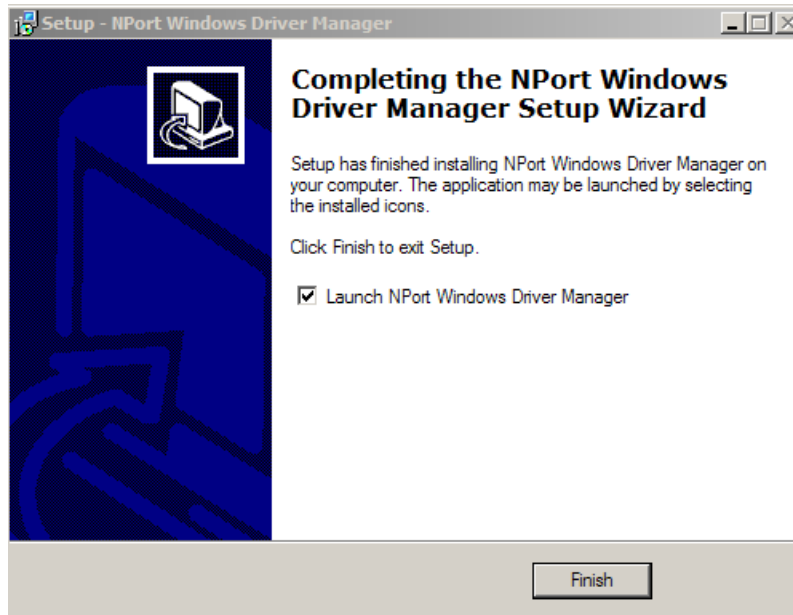 Setup - NPort Windows Driver Manager
Completing the NPort Windows
Driver Manager Setup Wizard
Setup has finished installing NPort Windows Driver Manager on
your computer. The application may be launched by selecting
the installed icons.
Click Finish to exit Setup.
Launch NPort Windows Driver Manager
Finish